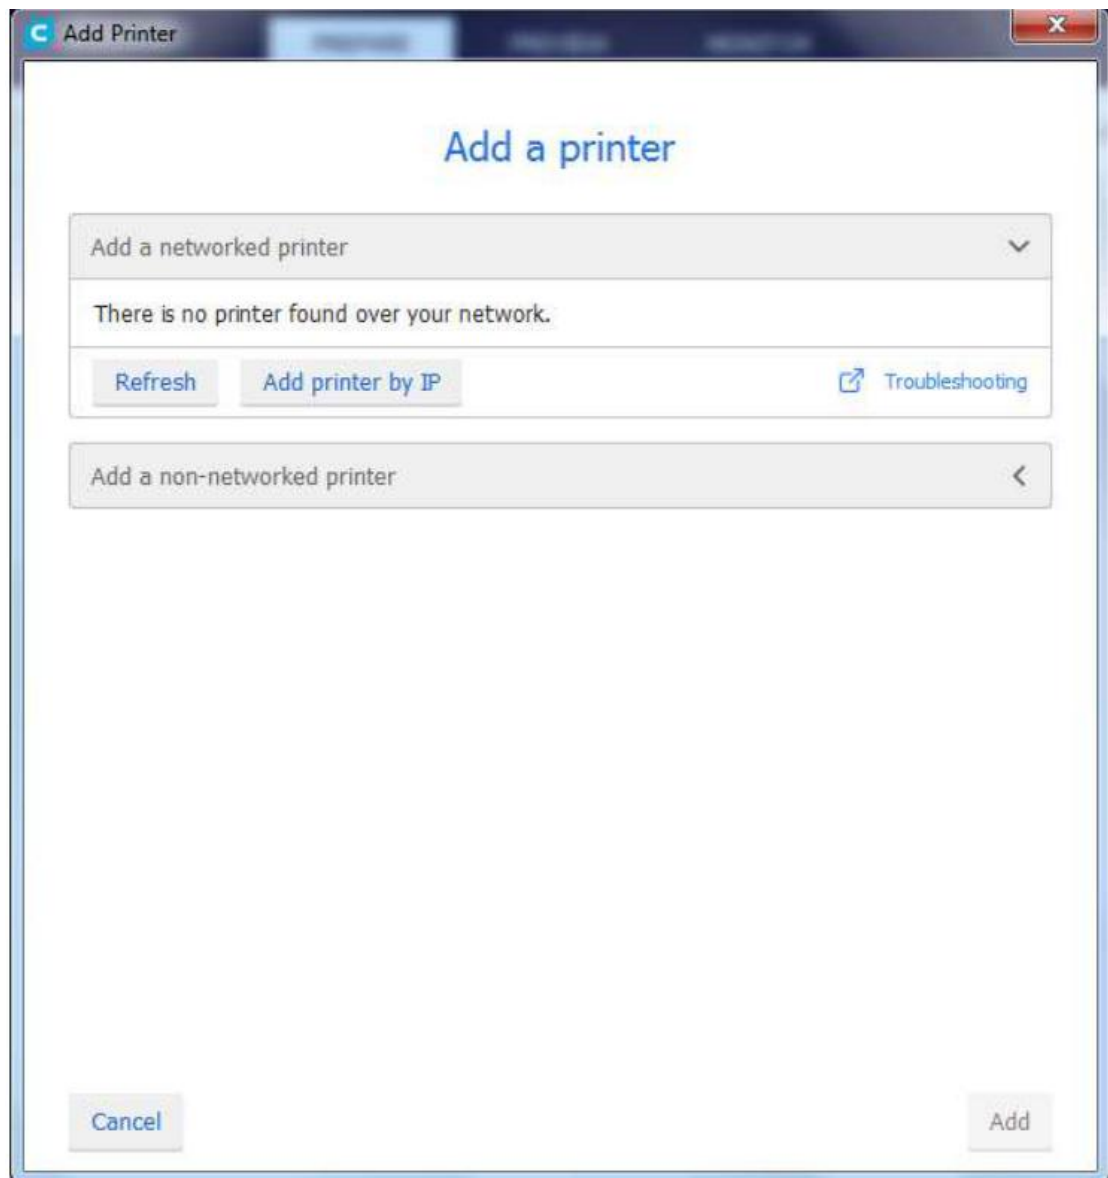 C Add Printer
Add a printer
Add a networked printer
There is no printer found over your network.
Refresh Add printer by IP Troubleshooting
Add a non-networked printer
Cancel Add